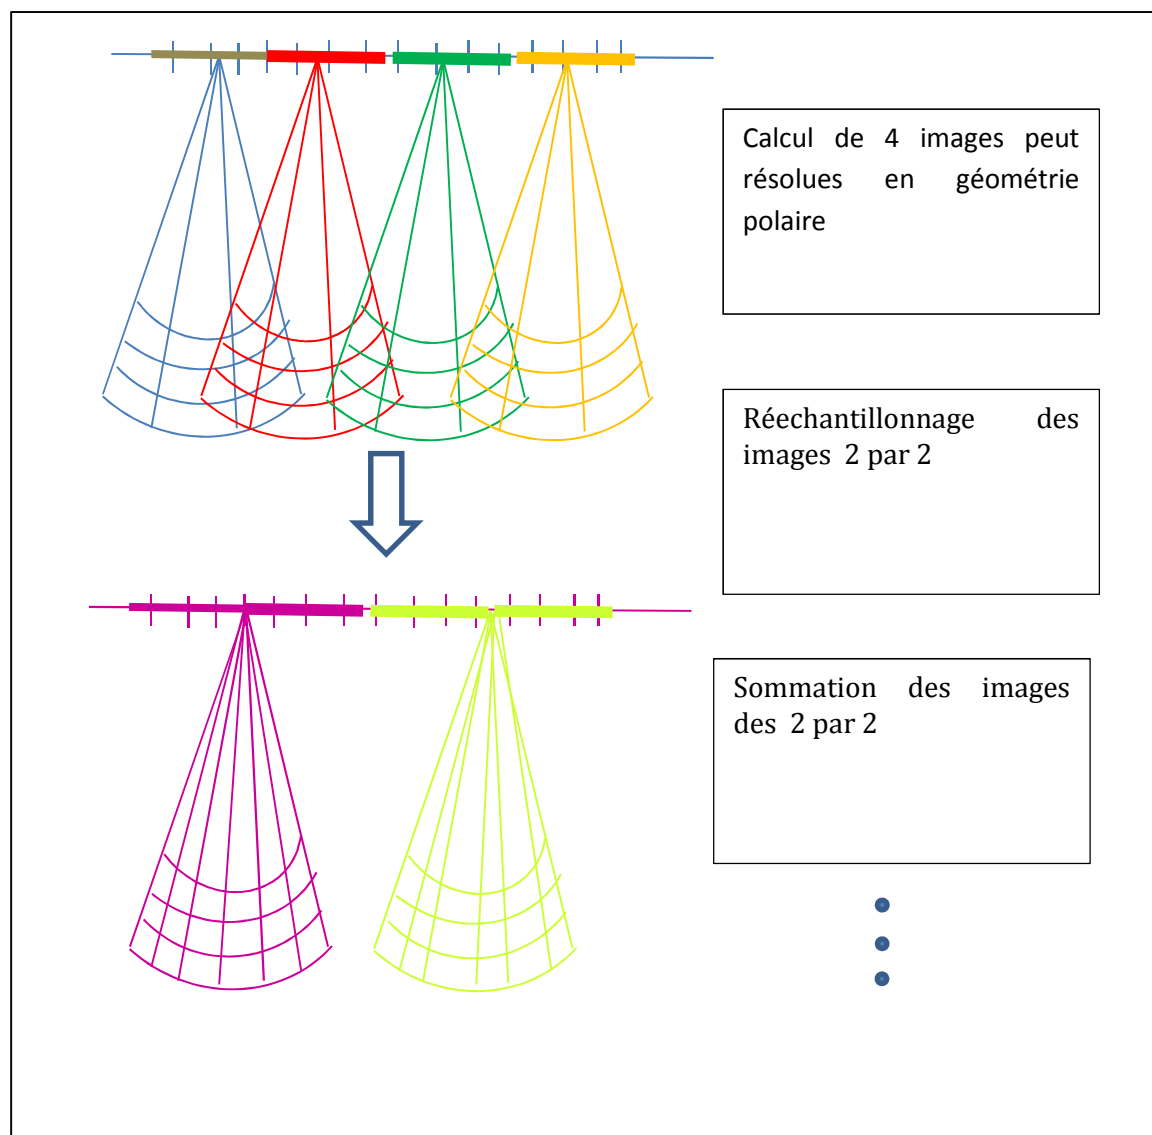 Calcul de 4 images peut
résolues en géométrie
polaire
Réechantillonnage des
images 2 par 2
Sommation des images
des 2 par 2